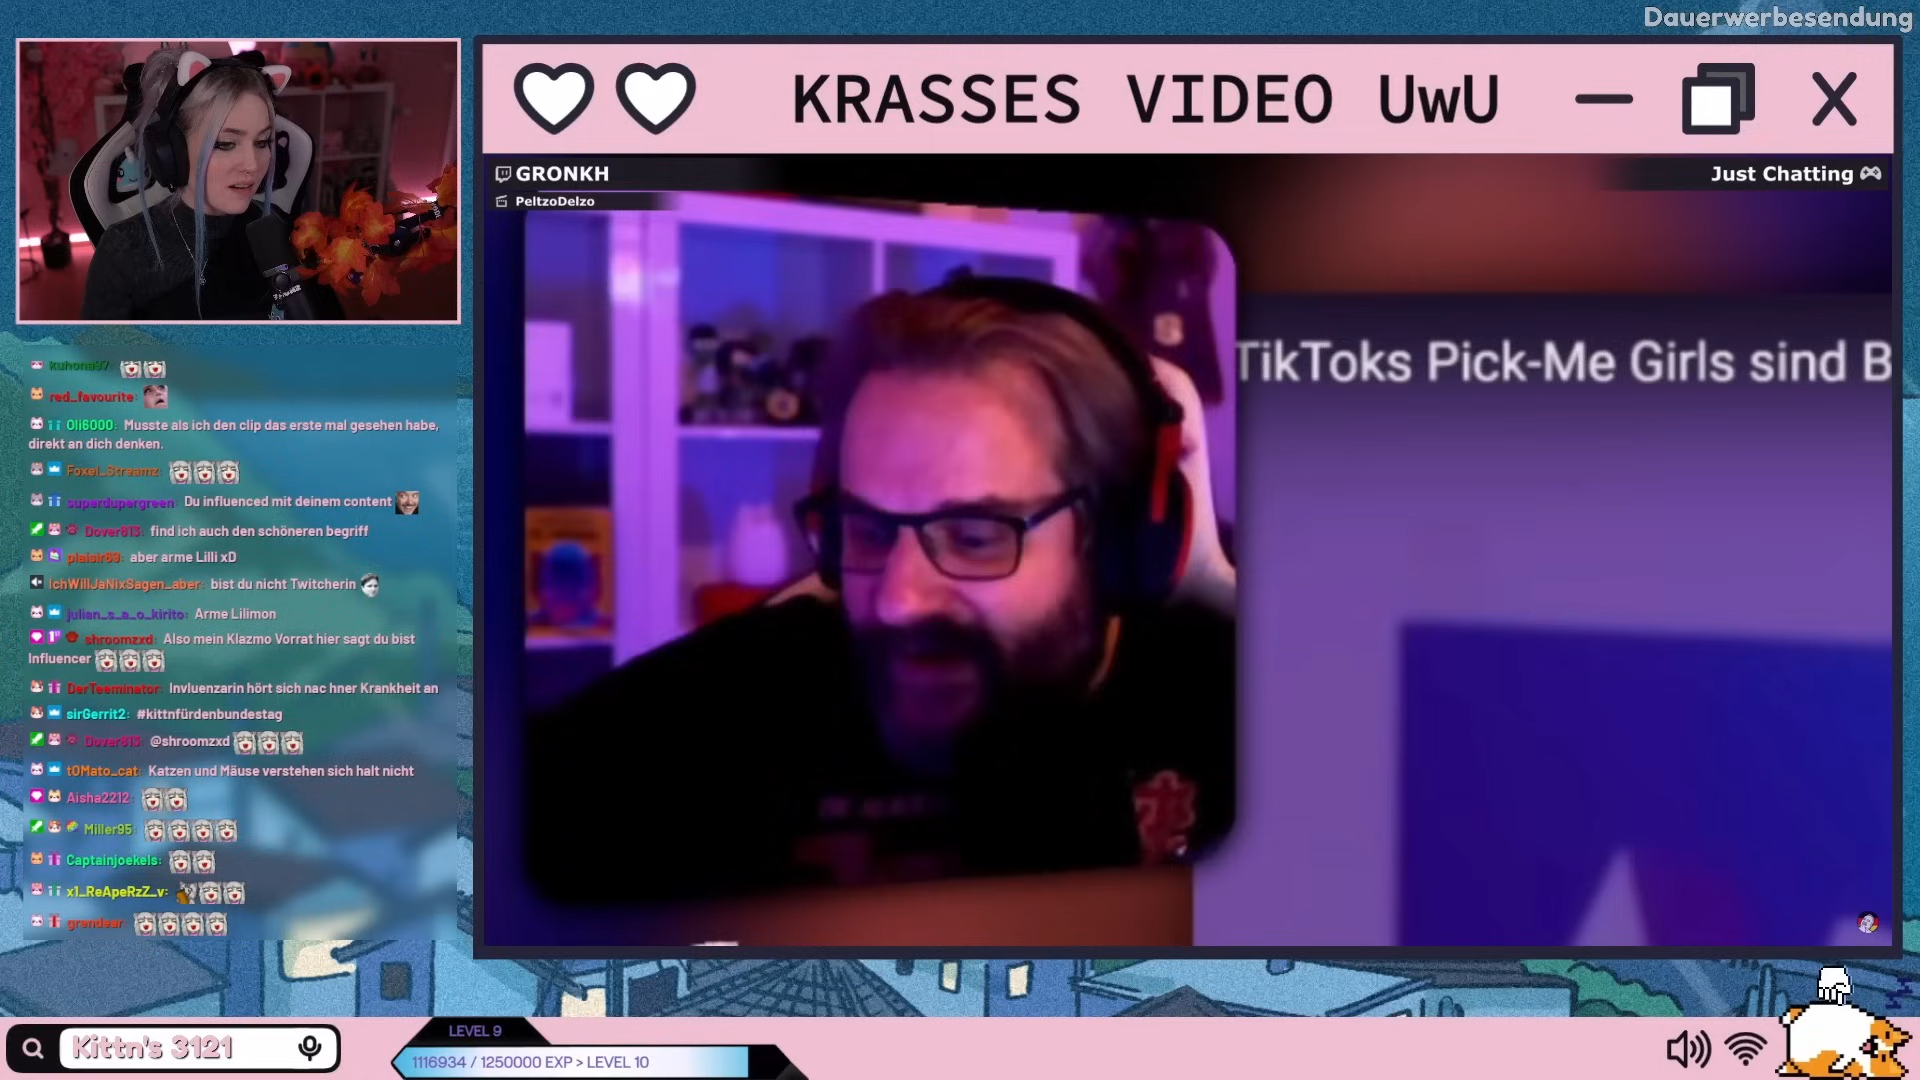 Dauerwerbesendung
KRASSES VIDEO UwU
GRONKH
PeltzoDelzo
Just Chatting
TikToks Pick-Me Girls sind B
kuhona97
red_favourite:
Oli6000: Musste als ich den clip das erste mal gesehen habe,
direkt an dich denken.
Foxel_Streamz:
superdupergreen: Du influenced mit deinem content
Dover813: find ich auch den schöneren begriff
plaisir69: aber arme Lilli xD
IchWillJaNixSagen_aber: bist du nicht Twitcherin
julian_s_a_o_kirito: Arme Lilimon
shroomzxd: Also mein Klazmo Vorrat hier sagt du bist
Influencer
DerTeeminator: Invluenzarin hört sich nac hner Krankheit an
sirGerrit2: #kittnfürdenbundestag
Dover813: @shroomzxd
tOMato_cat: Katzen und Mäuse verstehen sich halt nicht
Aisha2212:
Miller95:
Captainjoekels:
x1_ReApeRzZ_v:
grendear
Kittn's 3121
LEVEL 9
1116934 / 1250000 EXP > LEVEL 10